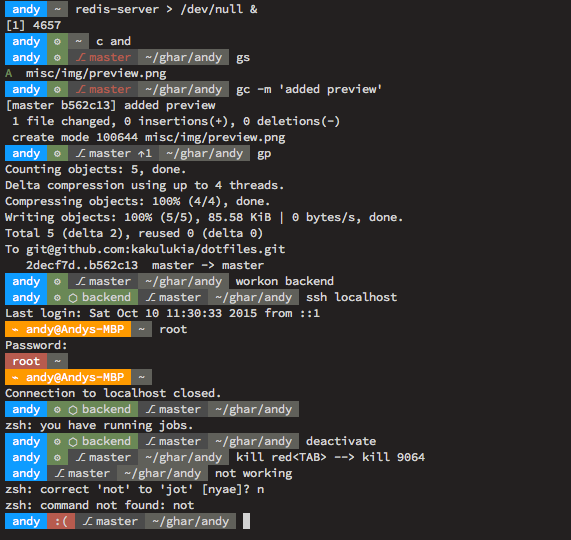 andy ~ redis-server > /dev/null &
[1] 4657
andy ⚙ ~ c and
andy ⚙ ⎇ master ~/ghar/andy gs
A  misc/img/preview.png
andy ⚙ ⎇ master ~/ghar/andy gc -m 'added preview'
[master b562c13] added preview
 1 file changed, 0 insertions(+), 0 deletions(-)
 create mode 100644 misc/img/preview.png
andy ⚙ ⎇ master ↑1 ~/ghar/andy gp
Counting objects: 5, done.
Delta compression using up to 4 threads.
Compressing objects: 100% (4/4), done.
Writing objects: 100% (5/5), 85.58 KiB | 0 bytes/s, done.
Total 5 (delta 2), reused 0 (delta 0)
To git@github.com:kakulukia/dotfiles.git
   2decf7d..b562c13  master -> master
andy ⚙ ⎇ master ~/ghar/andy workon backend
andy ⚙ ⬡ backend ⎇ master ~/ghar/andy ssh localhost
Last login: Sat Oct 10 11:30:33 2015 from ::1
⌁ andy@Andys-MBP ~ root
Password:
root ~
⌁ andy@Andys-MBP ~
Connection to localhost closed.
andy ⚙ ⬡ backend ⎇ master ~/ghar/andy
zsh: you have running jobs.
andy ⚙ ⬡ backend ⎇ master ~/ghar/andy deactivate
andy ⚙ ⎇ master ~/ghar/andy kill red<TAB> --> kill 9064
andy ⎇ master ~/ghar/andy not working
zsh: correct 'not' to 'jot' [nyae]? n
zsh: command not found: not
andy :( ⎇ master ~/ghar/andy